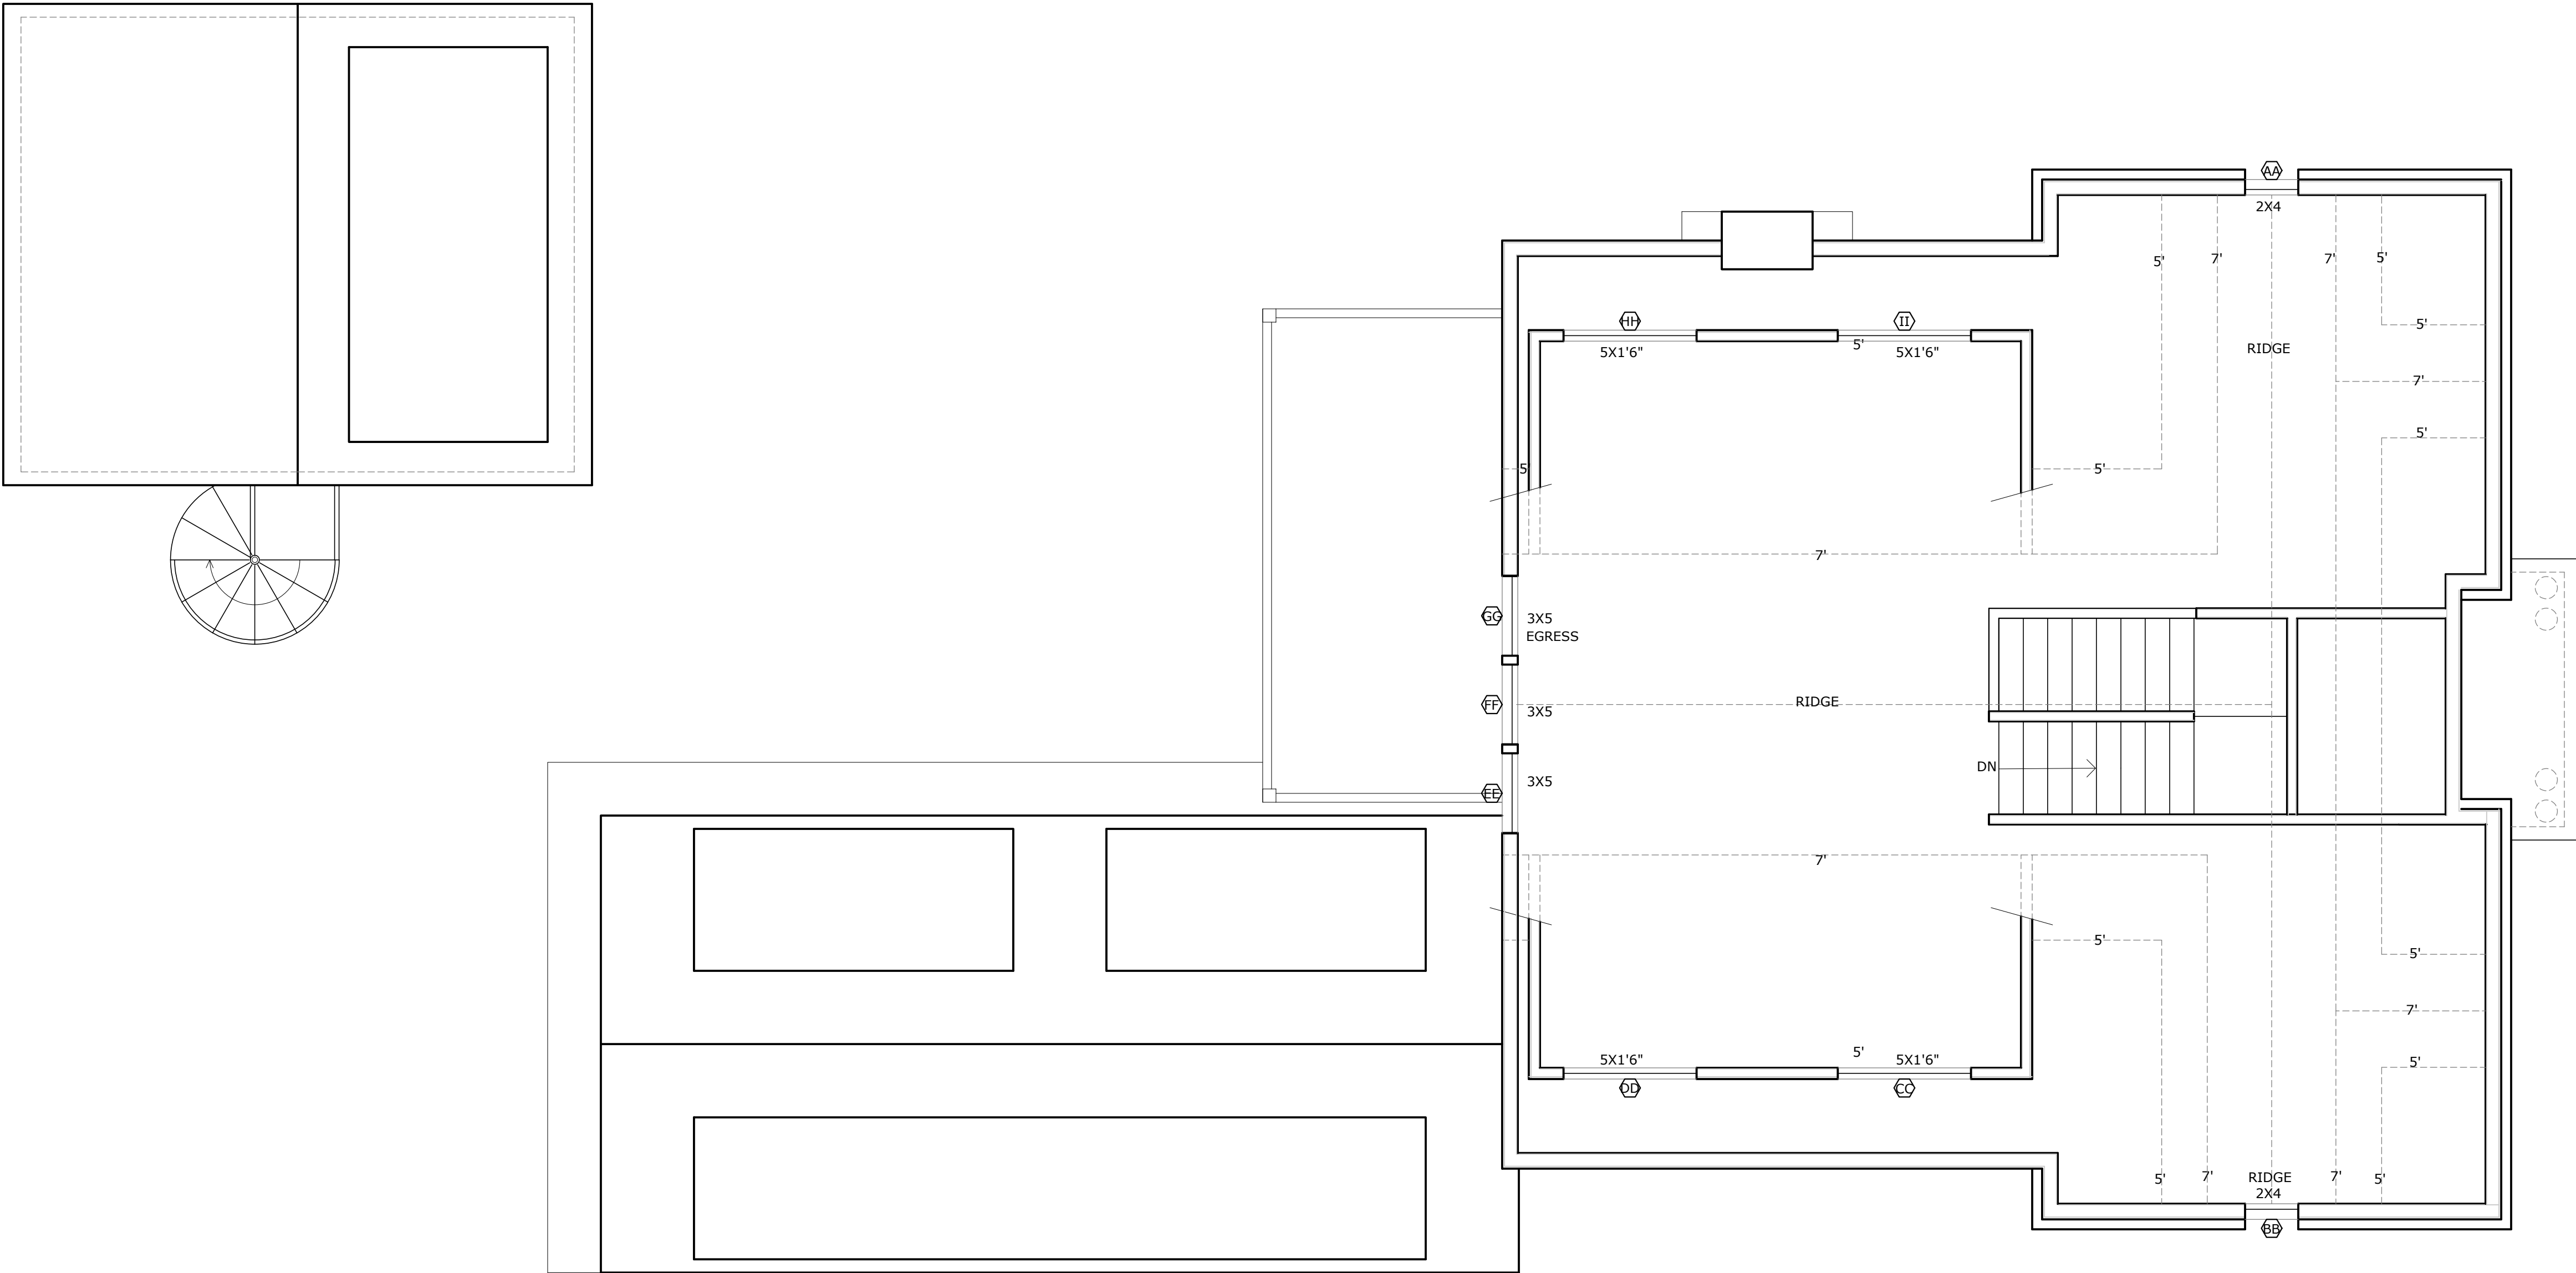 AA
2X4
5'
7'
7'
5'
HH
II
5'
5X1'6"
5X1'6"
5'
RIDGE
7'
5'
5'
5'
7'
GG
3X5
EGRESS
FF
3X5
RIDGE
DN
EE
3X5
7'
5'
5'
7'
5'
5X1'6"
5'
5X1'6"
DD
CC
5'
7'
RIDGE
7'
5'
2X4
BB